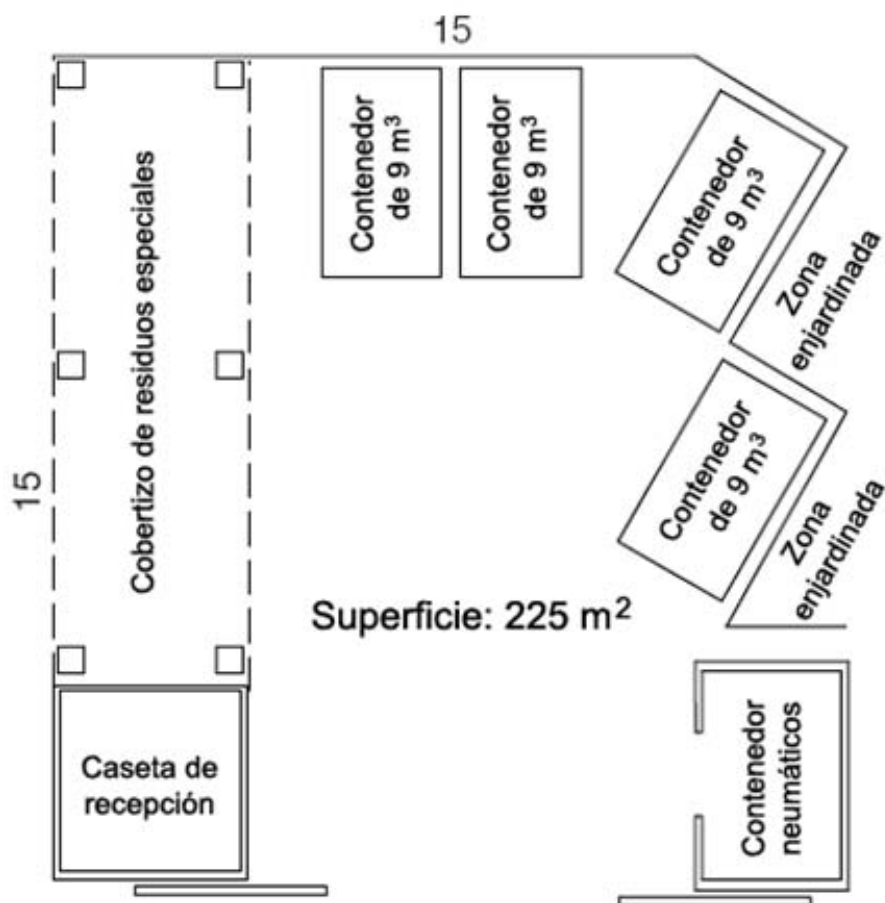 15
Contenedor
de 9 m³
Contenedor
de 9 m³
Contenedor
de 9 m³
Zona
enjardinada
Cobertizo de residuos especiales
15
Contenedor
de 9 m³
Zona
enjardinada
Superficie: 225 m²
Caseta de
recepción
Contenedor
neumáticos